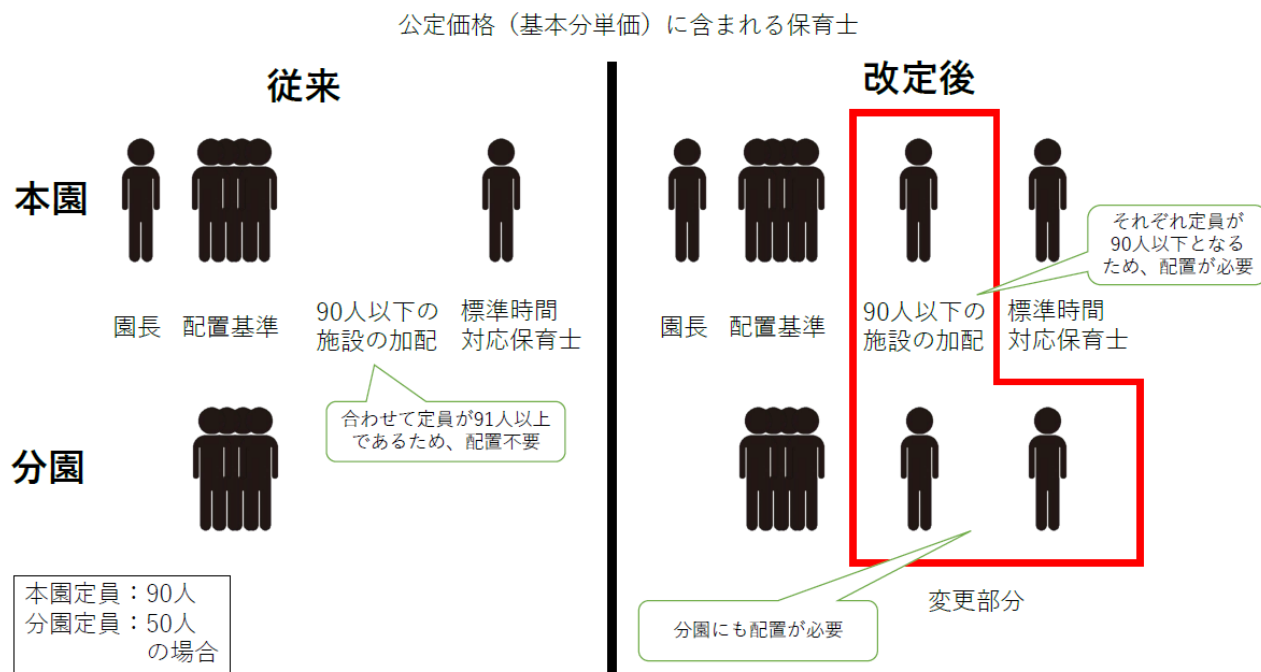 公定価格（基本分単価）に含まれる保育士
従来
本園
園長
配置基準
90人以下の
施設の加配
標準時間
対応保育士
合わせて定員が91人以上
であるため、配置不要
分園
本園定員：90人
分園定員：50人
の場合
改定後
それぞれ定員が
90人以下となる
ため、配置が必要
園長
配置基準
90人以下の
施設の加配
標準時間
対応保育士
変更部分
分園にも配置が必要